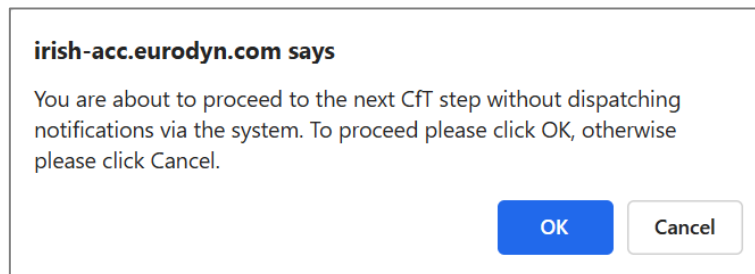 irish-acc.eurodyn.com says
You are about to proceed to the next CfT step without dispatching
notifications via the system. To proceed please click OK, otherwise
please click Cancel.
OK
Cancel